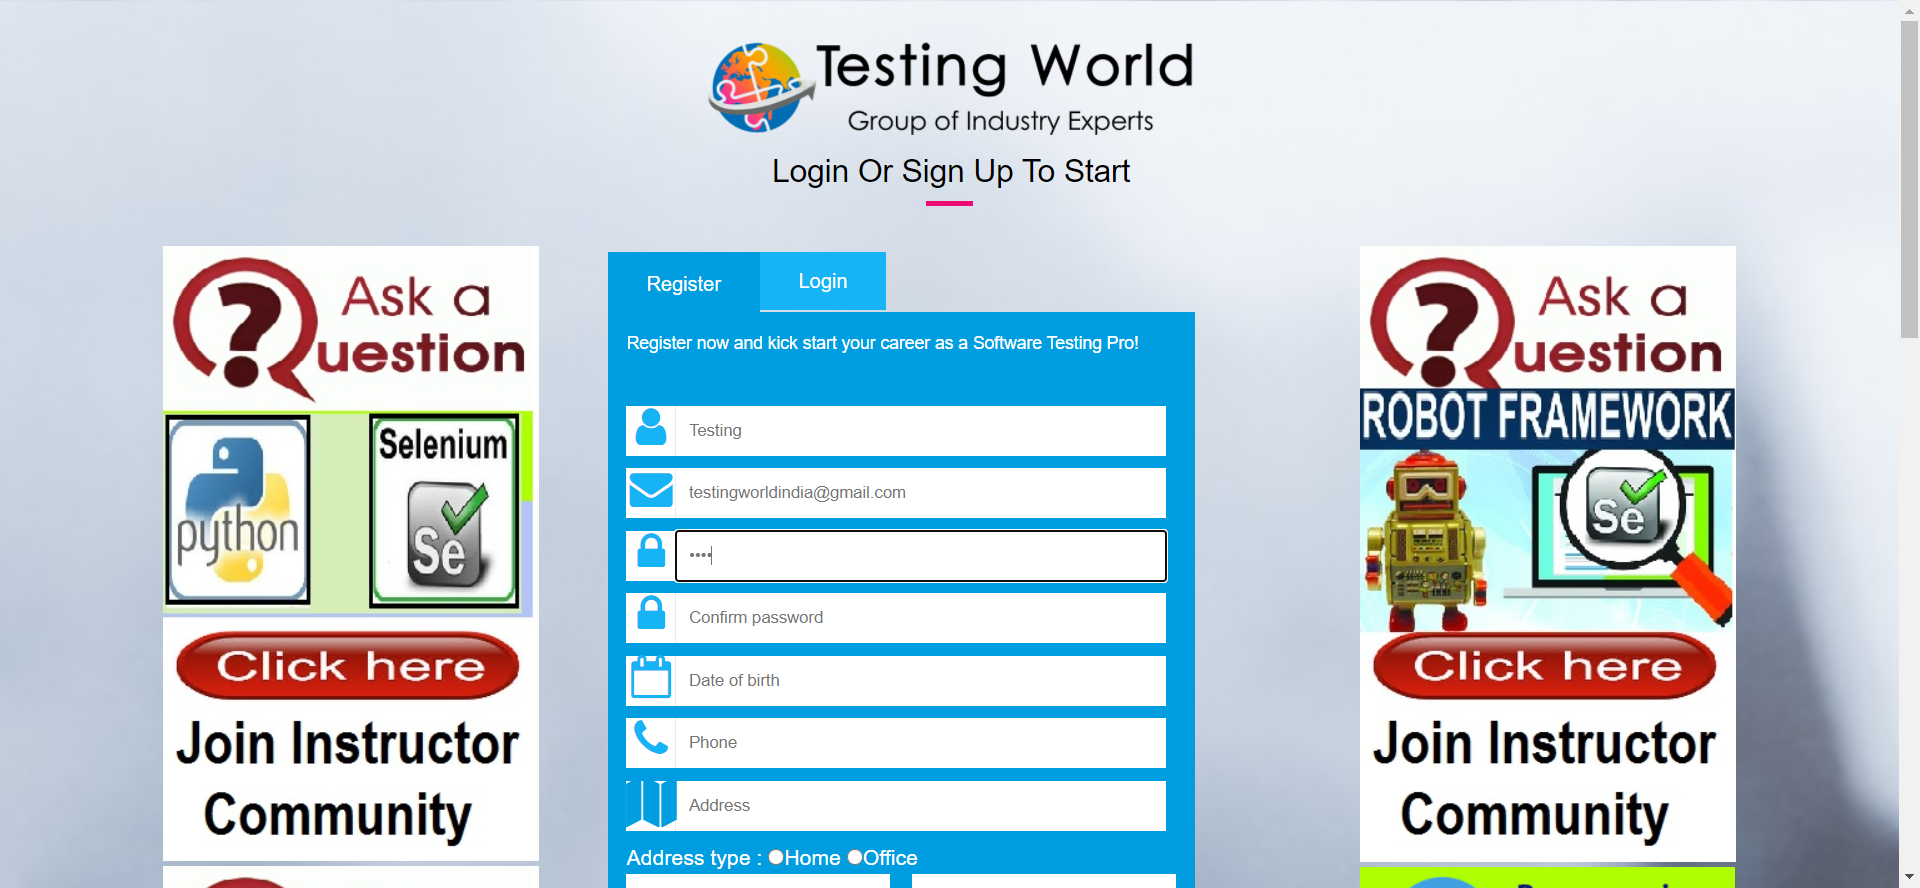 Testing World
Group of Industry Experts
Login Or Sign Up To Start
Ask a
Question
python
Selenium
Se
Click here
Join Instructor
Community
Register
Login
Register now and kick start your career as a Software Testing Pro!
Testing
testingworldindia@gmail.com
••••
Confirm password
Date of birth
Phone
Address
Address type : Home Office
Ask a
Question
ROBOT FRAMEWORK
Se
Click here
Join Instructor
Community